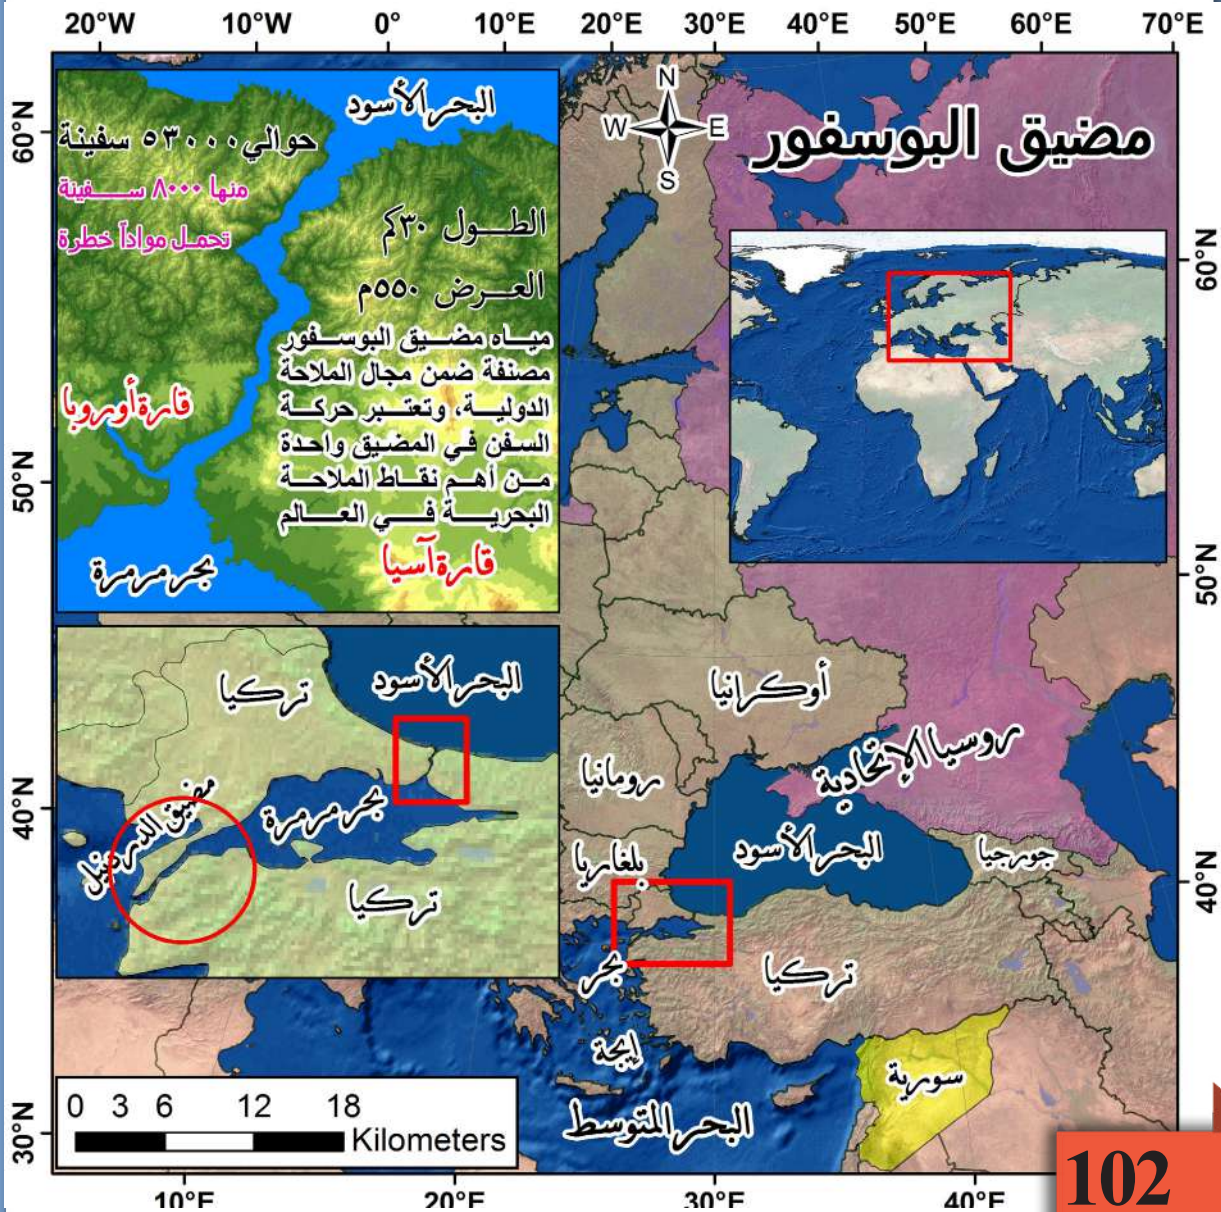 20°W 10°W 0° 10°E 20°E 30°E 40°E 50°E 60°E 70°E
مضيق البوسفور
N
W E
S
البحر الأسود
حوالي ٥٣٠٠٠ سفينة
منها ٨٠٠٠ سفينة
تحمل مواداً خطرة
الطول ٣٠كم
العرض ٥٥٠م
مياه مضيق البوسفور
مصنفة ضمن مجال الملاحة
الدولية، وتعتبر حركة
السفن في المضيق واحدة
من أهم نقاط الملاحة
البحرية في العالم
قارة أوروبا
قارة آسيا
بحر مرمرة
البحر الأسود
تركيا
مضيق الدردنيل
بحر مرمرة
تركيا
أوكرانيا
روسيا الإتحادية
رومانيا
البحر الأسود
جورجيا
بلغاريا
تركيا
بحر
إيجة
سورية
البحر المتوسط
0 3 6 12 18
Kilometers
60°N
50°N
40°N
30°N
60°N
50°N
40°N
10°E 20°E 30°E 40°E
102